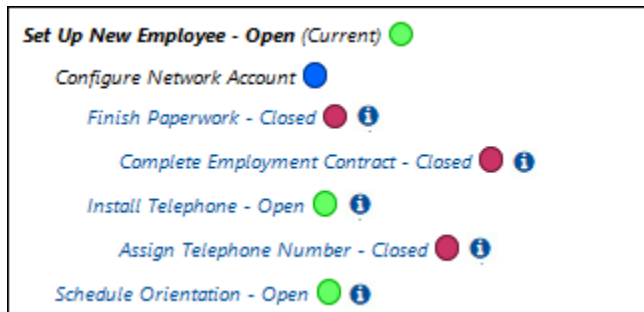 Set Up New Employee - Open (Current)
Configure Network Account
Finish Paperwork - Closed
Complete Employment Contract - Closed
Install Telephone - Open
Assign Telephone Number - Closed
Schedule Orientation - Open